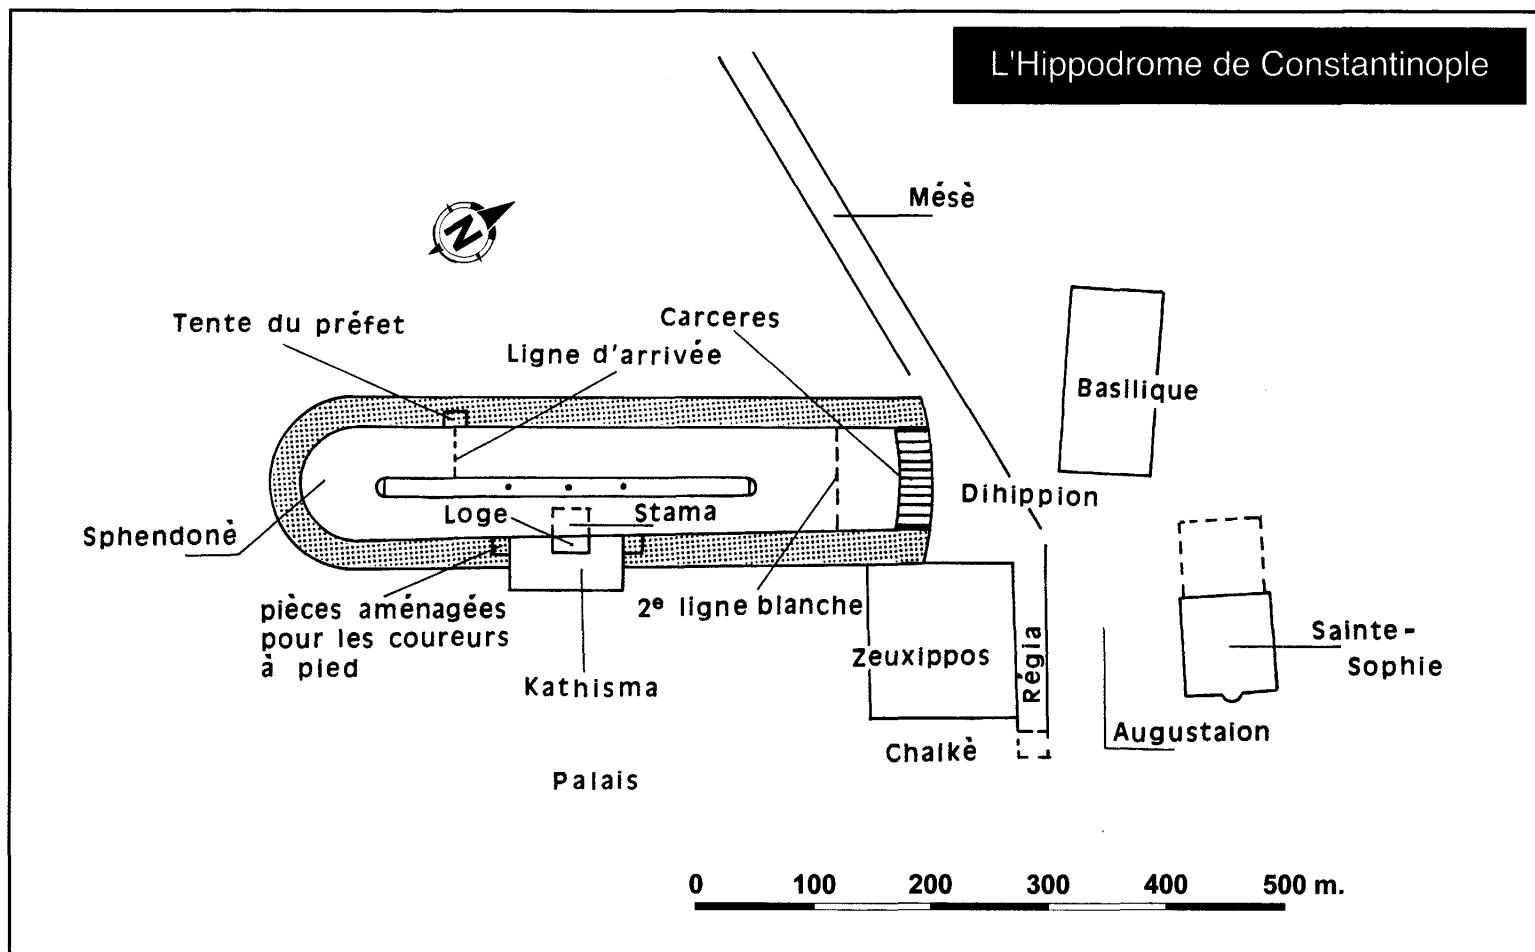 L'Hippodrome de Constantinople
Mésè
N
Tente du préfet
Carceres
Ligne d'arrivée
Basilique
Dihippion
Loge
Stama
Sphendonè
pièces aménagées
pour les coureurs
à pied
2e ligne blanche
Kathisma
Zeuxippos
Régia
Sainte-
Sophie
Augustaion
Chalkè
Palais
0 100 200 300 400 500 m.